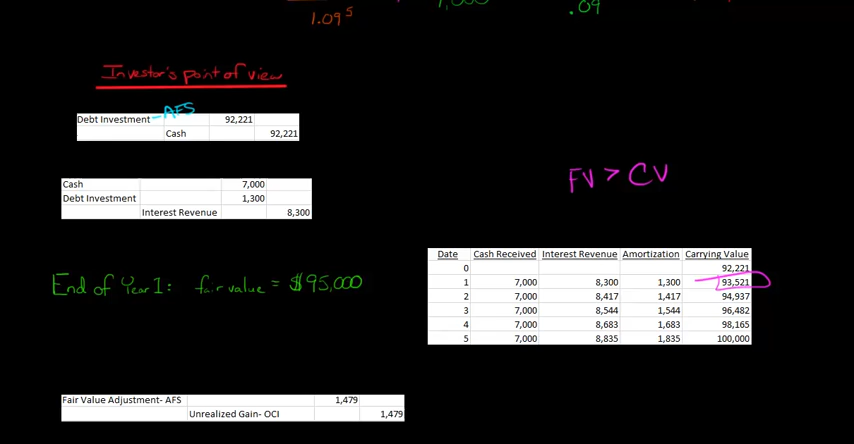 1.09⁵
1,000
.09
Investor's point of view
Debt Investment - AFS 92,221
Cash 92,221
Cash 7,000
Debt Investment 1,300
Interest Revenue 8,300
FV > CV
End of Year 1: fair value = $95,000
Date Cash Received Interest Revenue Amortization Carrying Value
0 92,221
1 7,000 8,300 1,300 93,521
2 7,000 8,417 1,417 94,937
3 7,000 8,544 1,544 96,482
4 7,000 8,683 1,683 98,165
5 7,000 8,835 1,835 100,000
Fair Value Adjustment- AFS 1,479
Unrealized Gain- OCI 1,479